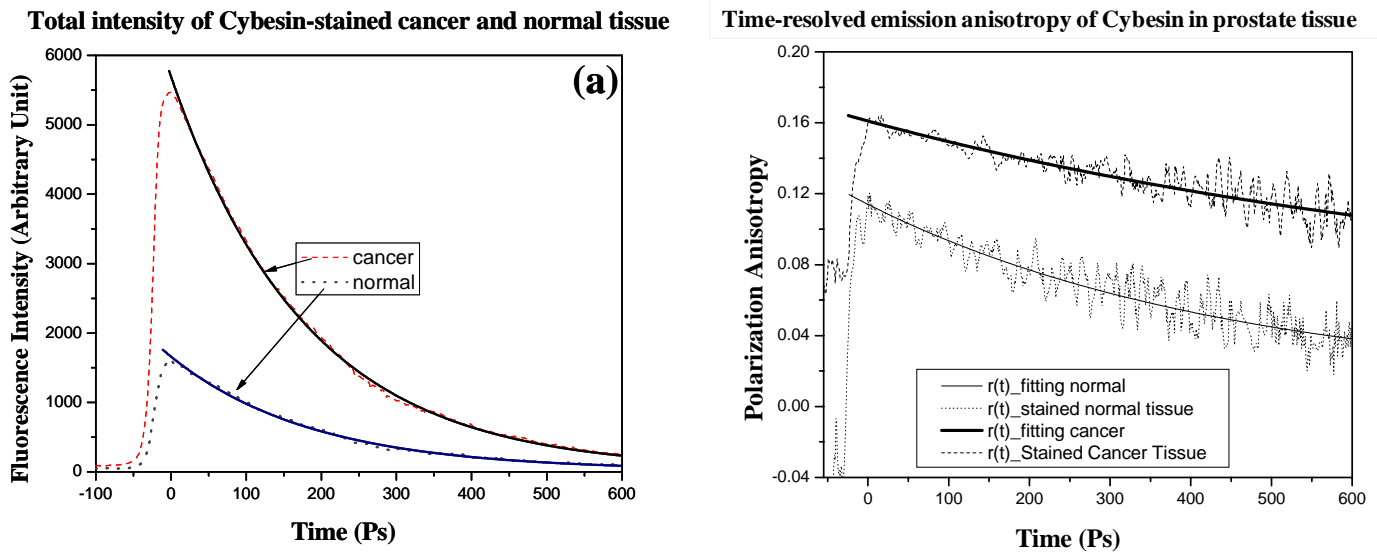 Total intensity of Cybesin-stained cancer and normal tissue
(a)
Fluorescence Intensity (Arbitrary Unit)
6000
5000
4000
3000
2000
1000
0
cancer
normal
-100 0 100 200 300 400 500 600
Time (Ps)
Time-resolved emission anisotropy of Cybesin in prostate tissue
Polarization Anisotropy
0.20
0.16
0.12
0.08
0.04
0.00
-0.04
r(t)_fitting normal
r(t)_stained normal tissue
r(t)_fitting cancer
r(t)_Stained Cancer Tissue
0 100 200 300 400 500 600
Time (Ps)